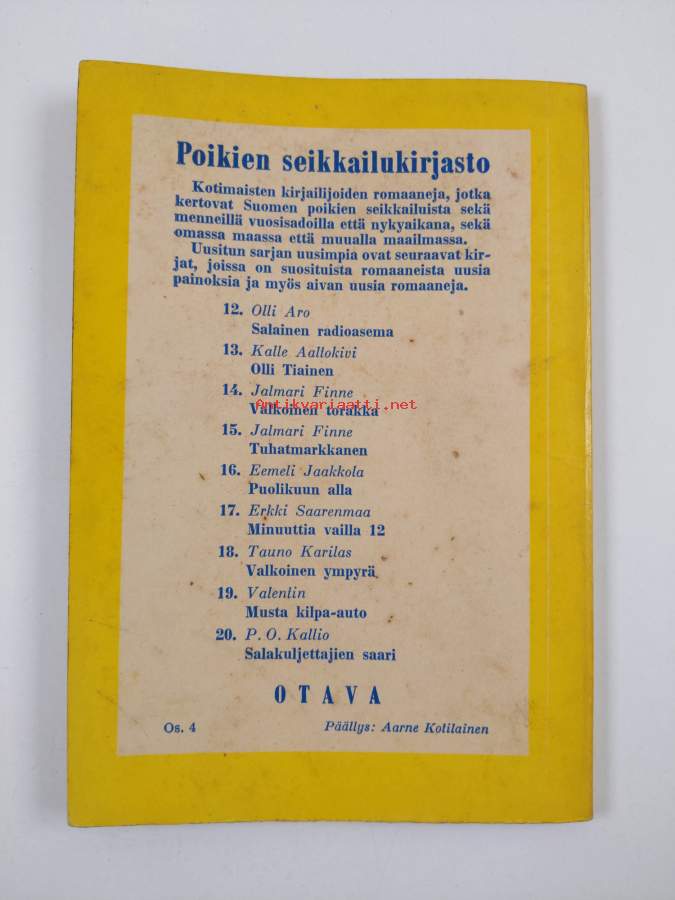 Poikien seikkailukirjasto
Kotimaisten kirjailijoiden romaaneja, jotka
kertovat Suomen poikien seikkailuista sekä
menneillä vuosisadoilla että nykyaikana, sekä
omassa maassa että muualla maailmassa.
Uusitun sarjan uusimpia ovat seuraavat kir-
jat, joissa on suosituista romaaneista uusia
painoksia ja myös aivan uusia romaaneja.
12. Olli Aro
Salainen radioasema
13. Kalle Aaltokivi
Olli Tiainen
14. Jalmari Finne
Antikvariaatti.net
Valkoinen torakka
15. Jalmari Finne
Tuhatmarkkanen
16. Eemeli Jaakkola
Puolikuun alla
17. Erkki Saarenmaa
Minuuttia vailla 12
18. Tauno Karilas
Valkoinen ympyrä
19. Valentin
Musta kilpa-auto
20. P. O. Kallio
Salakuljettajien saari
OTAVA
Os. 4 Päällys: Aarne Kotilainen